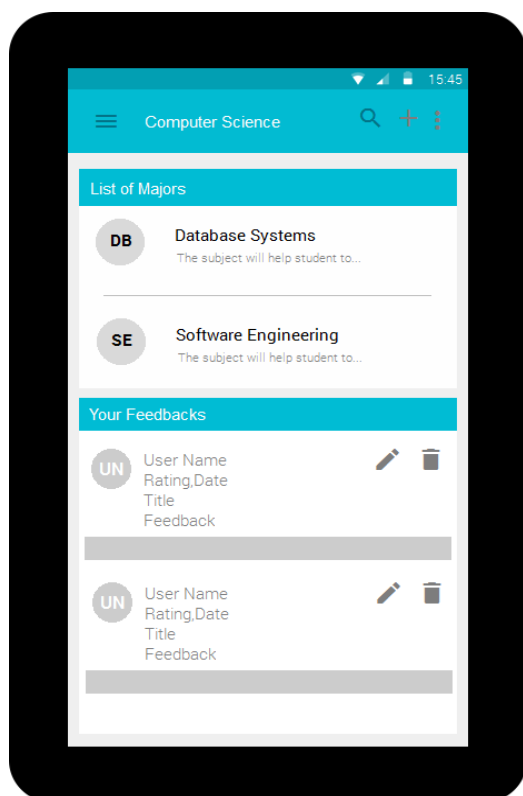 15:45
Computer Science
List of Majors
DB
Database Systems
The subject will help student to...
SE
Software Engineering
The subject will help student to...
Your Feedbacks
UN
User Name
Rating,Date
Title
Feedback
UN
User Name
Rating,Date
Title
Feedback